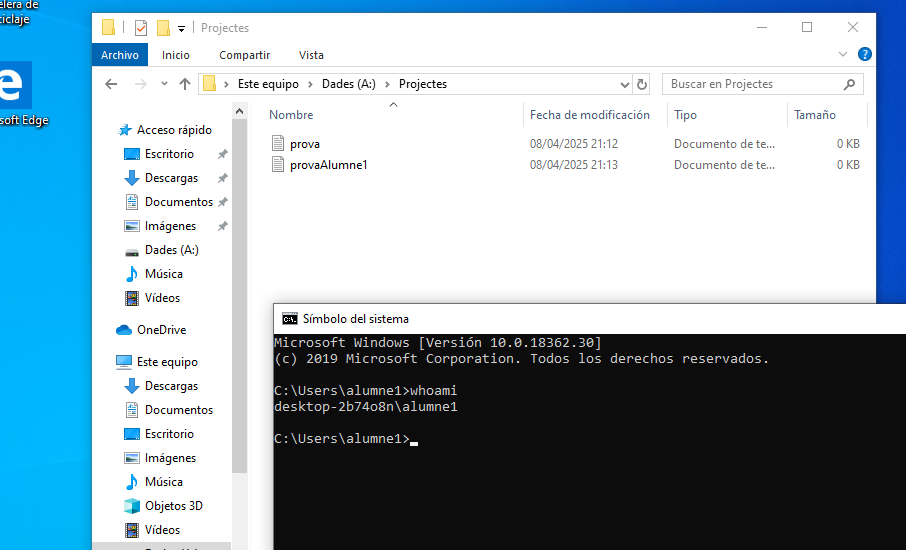 elera de
ciclaje
soft Edge
Projectes
Archivo Inicio Compartir Vista
Este equipo > Dades (A:) > Projectes
Buscar en Projectes
Nombre Fecha de modificación Tipo Tamaño
prova 08/04/2025 21:12 Documento de te... 0 KB
provaAlumne1 08/04/2025 21:13 Documento de te... 0 KB
Acceso rápido
Escritorio
Descargas
Documentos
Imágenes
Dades (A:)
Música
Vídeos
OneDrive
Este equipo
Descargas
Documentos
Escritorio
Imágenes
Música
Objetos 3D
Vídeos
C:\.
Símbolo del sistema
Microsoft Windows [Versión 10.0.18362.30]
(c) 2019 Microsoft Corporation. Todos los derechos reservados.
C:\Users\alumne1>whoami
desktop-2b74o8n\alumne1
C:\Users\alumne1>